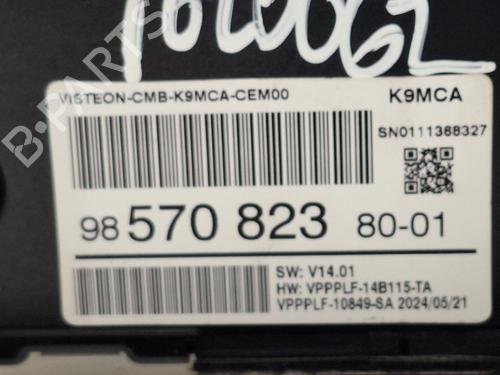 1620062
VISTEON-CMB-K9MCA-CEM00
K9MCA
SN0111368327
98 570 823 80-01
SW: V14.01
HW: VPPPLF-14B115-TA
VPPPLF-10849-SA 2024/05/21
B-PARTS